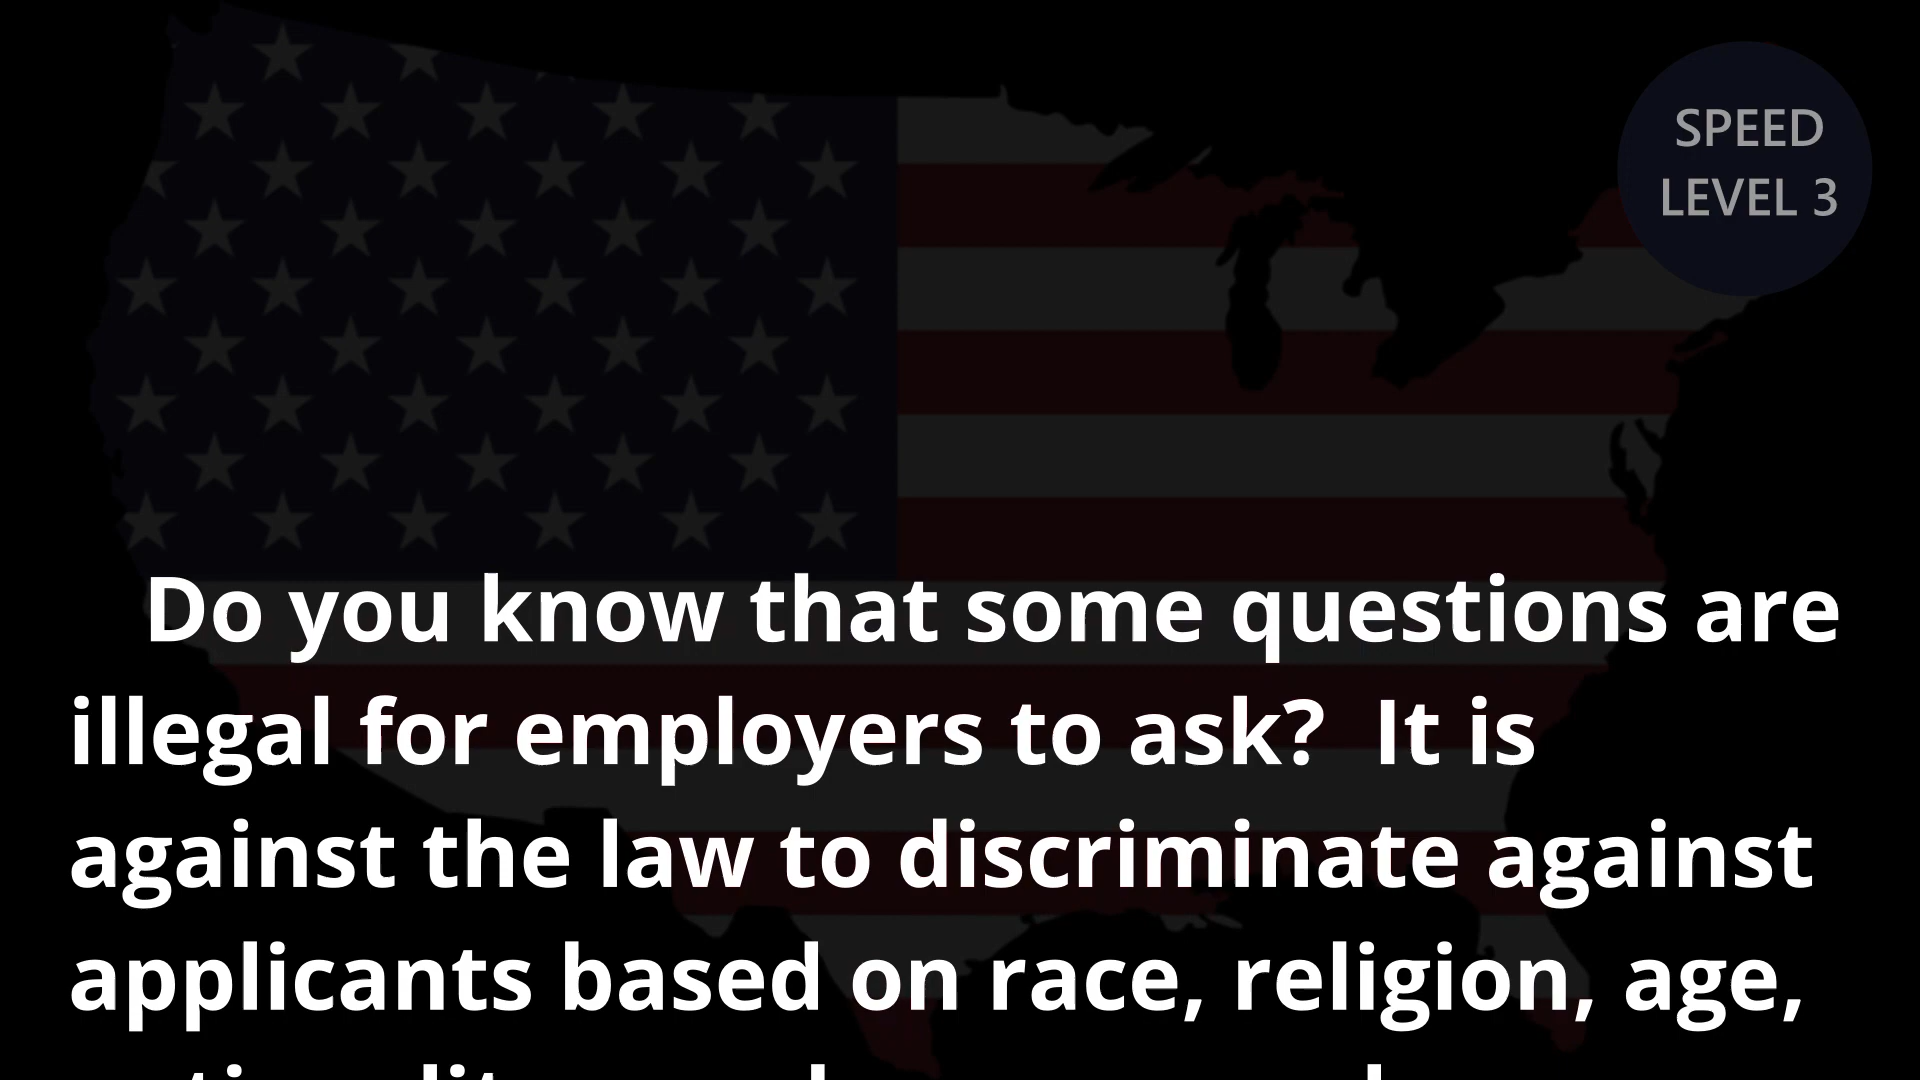 SPEED
LEVEL 3
Do you know that some questions are
illegal for employers to ask?  It is
against the law to discriminate against
applicants based on race, religion, age,